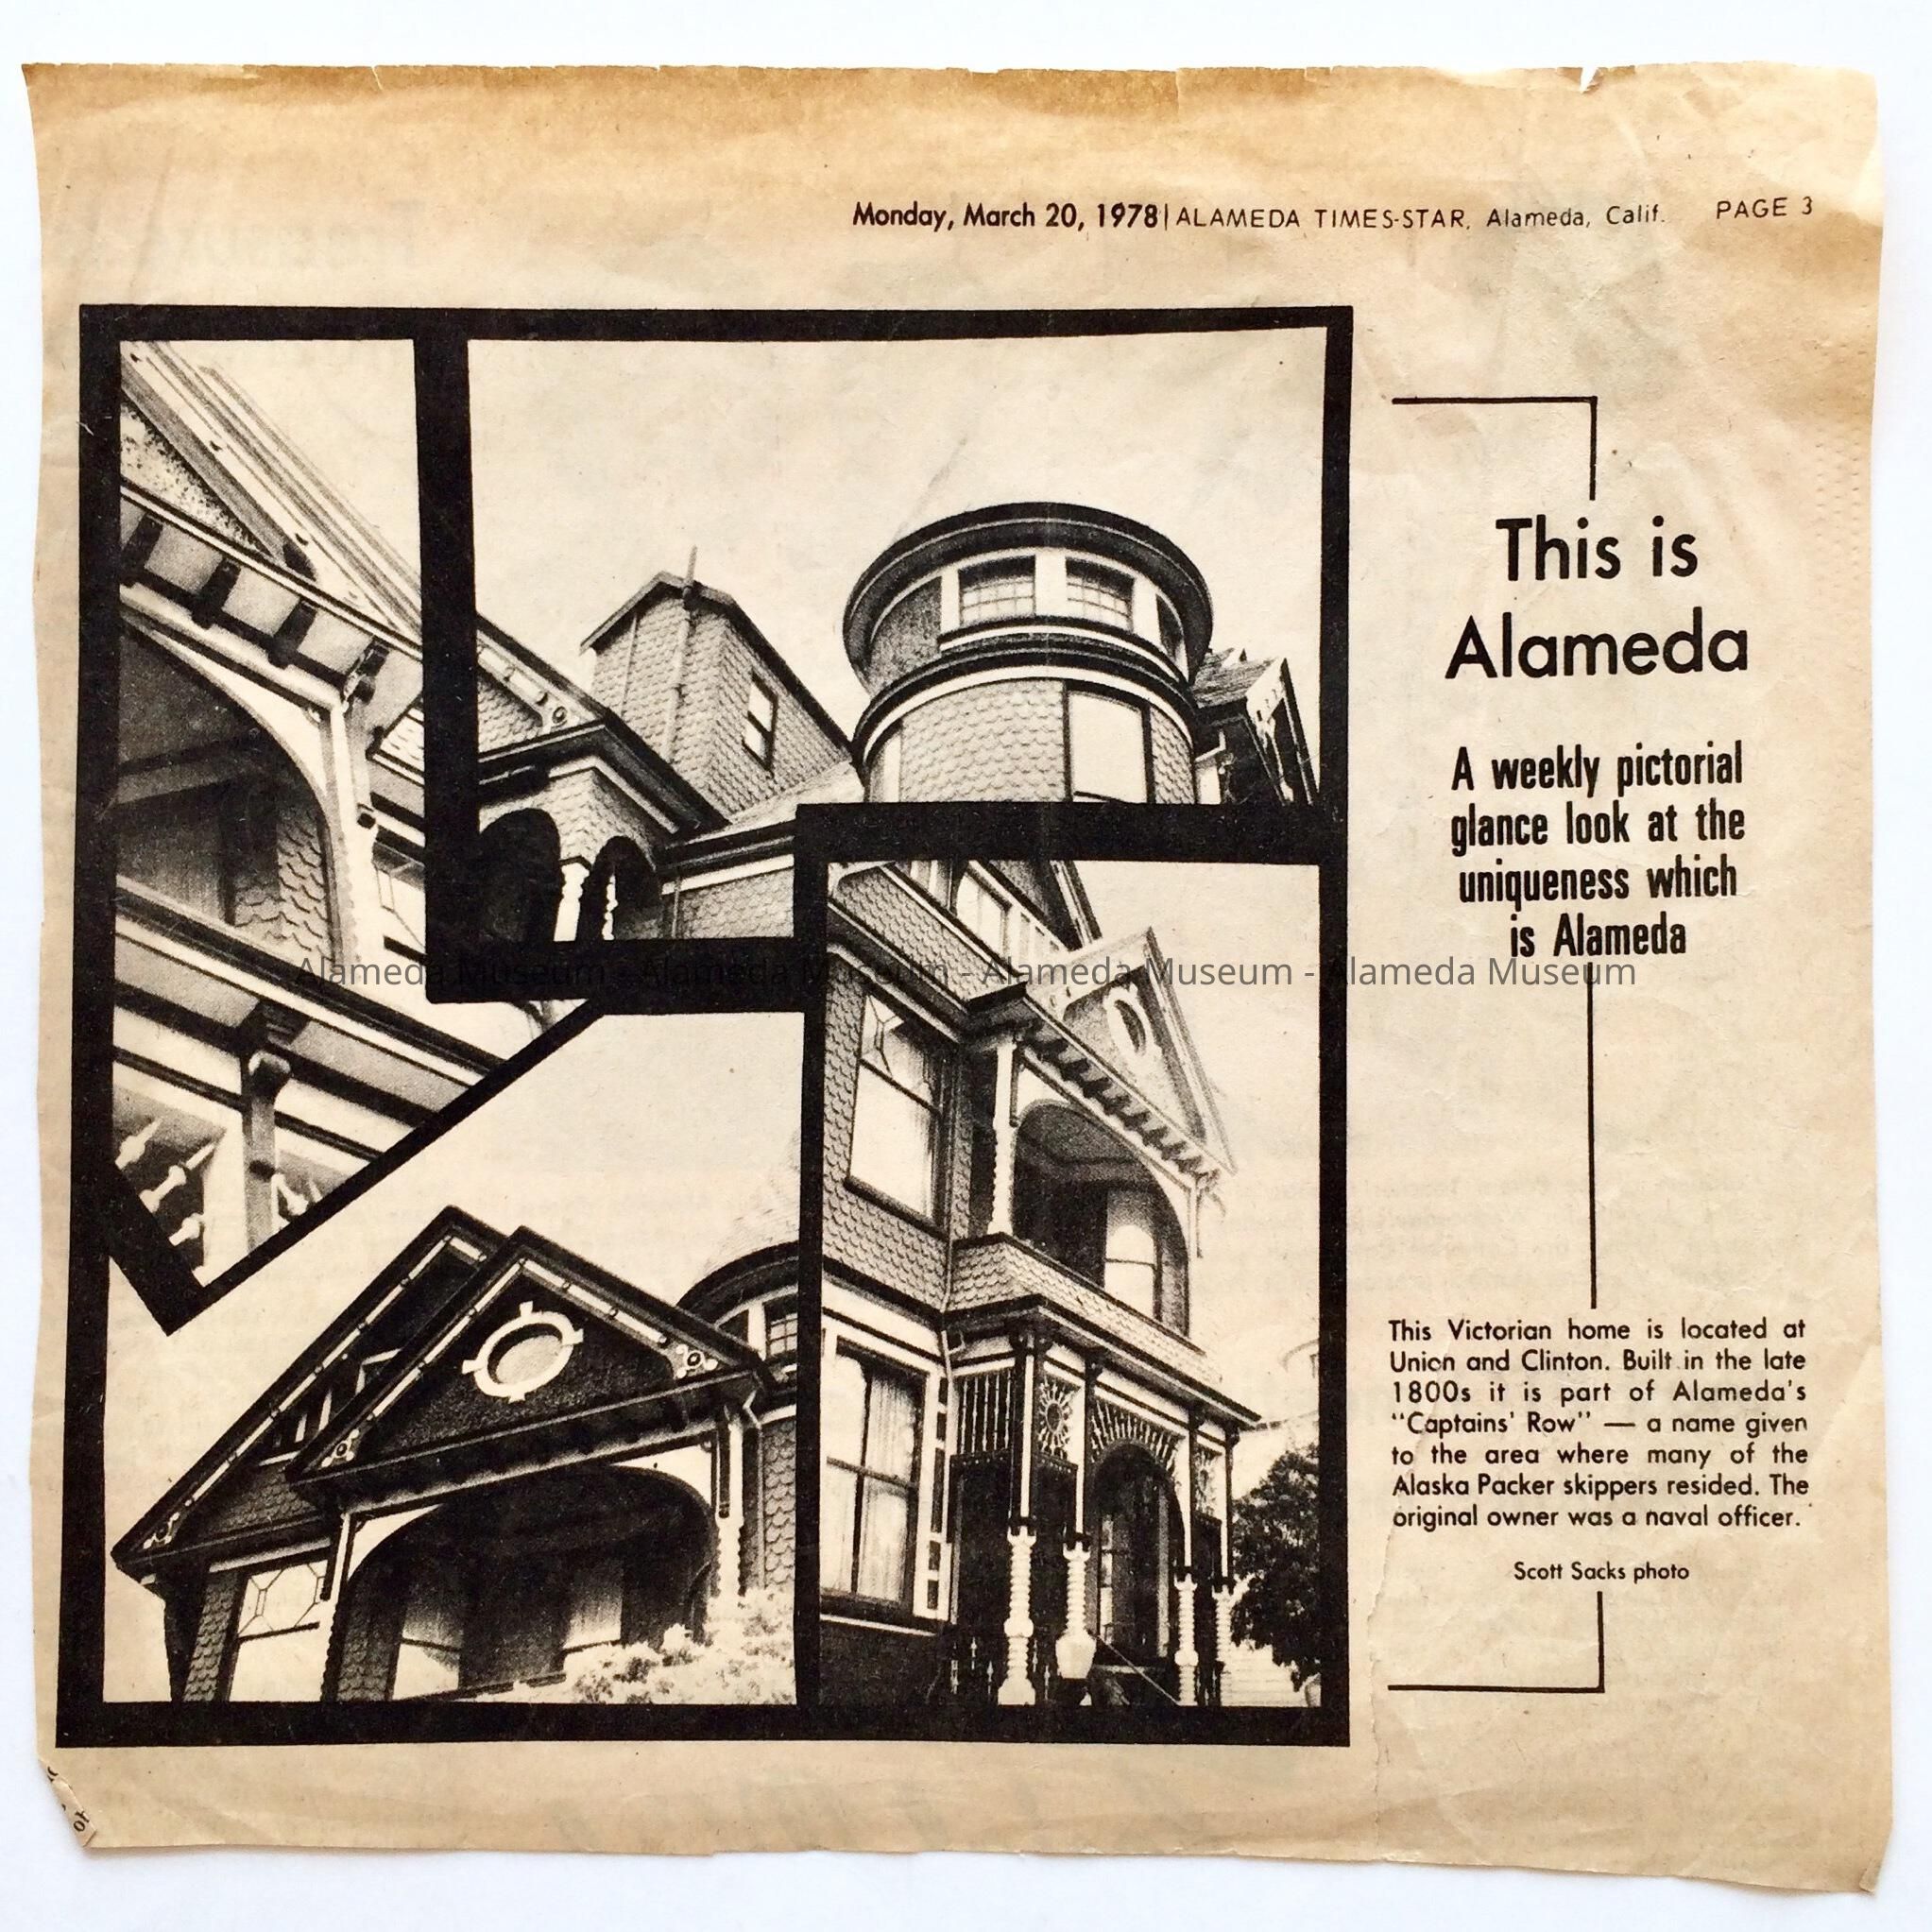 Monday, March 20, 1978 | ALAMEDA TIMES-STAR, Alameda, Calif. PAGE 3
This is
Alameda
A weekly pictorial
glance look at the
uniqueness which
is Alameda
Alameda Museum - Alameda Museum - Alameda Museum - Alameda Museum
This Victorian home is located at
Union and Clinton. Built in the late
1800s it is part of Alameda's
"Captains' Row" — a name given
to the area where many of the
Alaska Packer skippers resided. The
original owner was a naval officer.
Scott Sacks photo